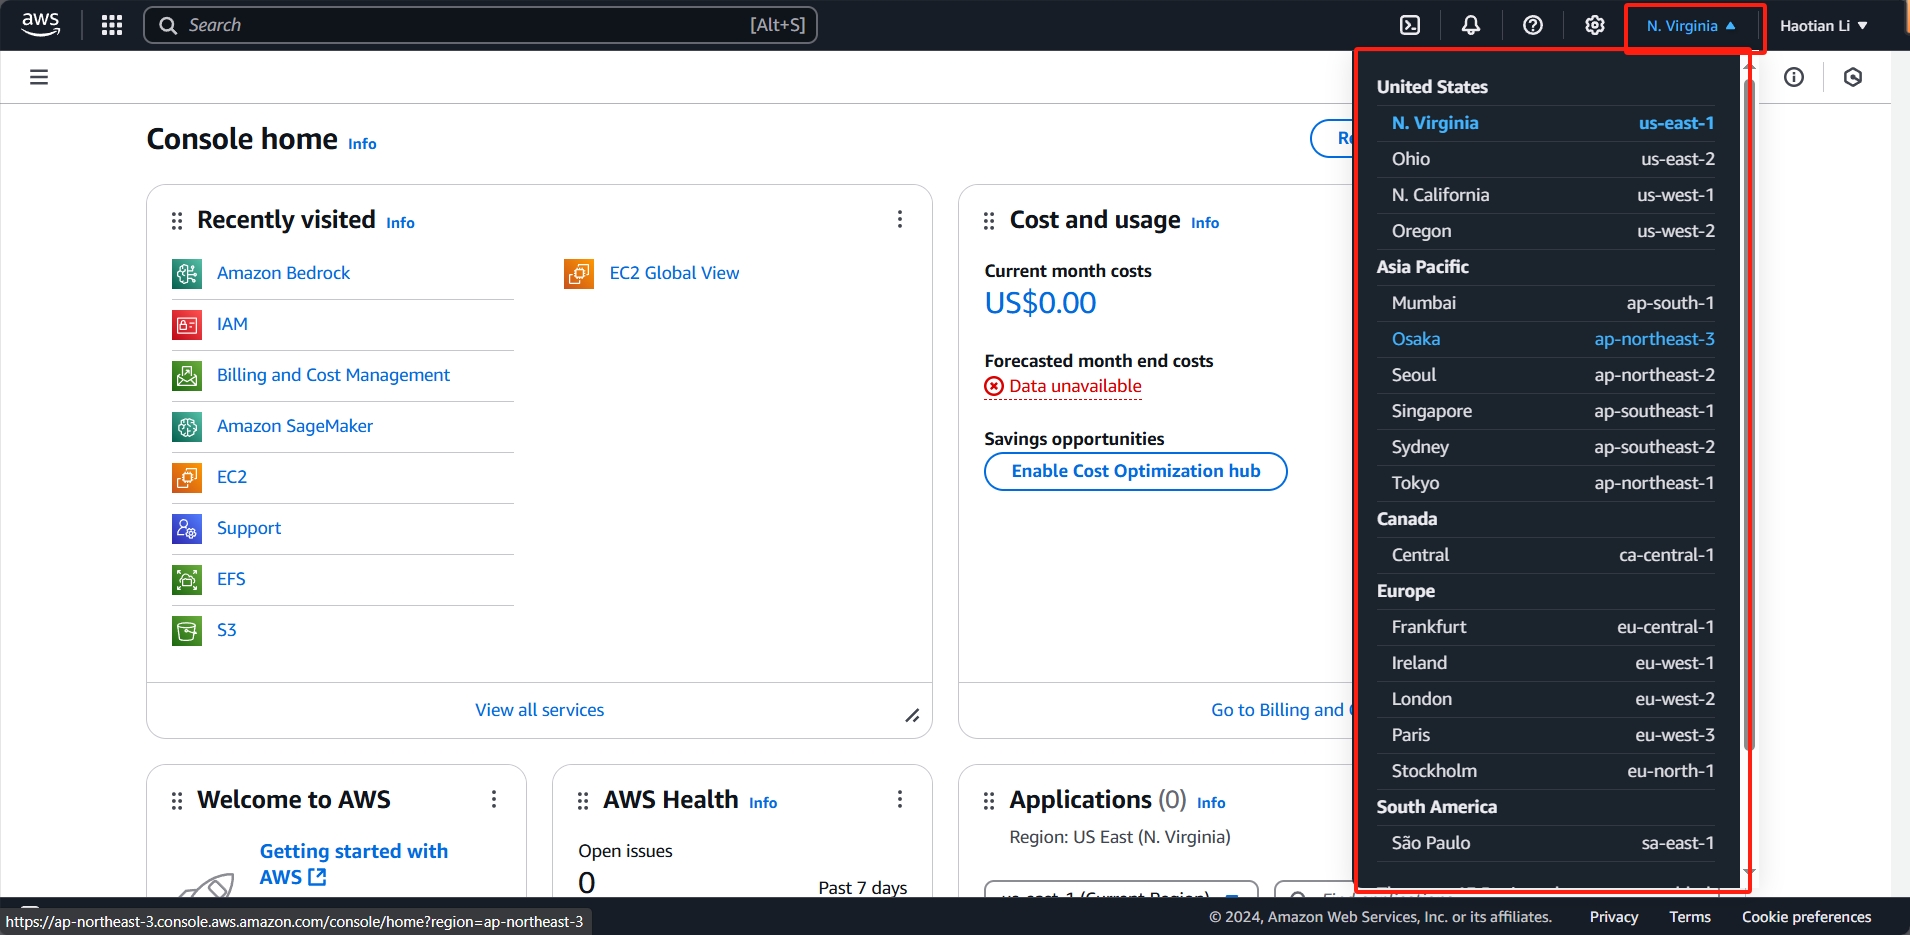 aws
Search [Alt+S]
N. Virginia
Haotian Li
Console home Info
Recently visited Info
Amazon Bedrock
IAM
Billing and Cost Management
Amazon SageMaker
EC2
Support
EFS
S3
EC2 Global View
View all services
Cost and usage Info
Current month costs
US$0.00
Forecasted month end costs
Data unavailable
Savings opportunities
Enable Cost Optimization hub
Go to Billing and
United States
N. Virginia us-east-1
Ohio us-east-2
N. California us-west-1
Oregon us-west-2
Asia Pacific
Mumbai ap-south-1
Osaka ap-northeast-3
Seoul ap-northeast-2
Singapore ap-southeast-1
Sydney ap-southeast-2
Tokyo ap-northeast-1
Canada
Central ca-central-1
Europe
Frankfurt eu-central-1
Ireland eu-west-1
London eu-west-2
Paris eu-west-3
Stockholm eu-north-1
South America
São Paulo sa-east-1
Welcome to AWS
Getting started with
AWS
AWS Health Info
Open issues
0
Past 7 days
Applications (0) Info
Region: US East (N. Virginia)
us-east-1 (Current Region)
https://ap-northeast-3.console.aws.amazon.com/console/home?region=ap-northeast-3
© 2024, Amazon Web Services, Inc. or its affiliates.
Privacy
Terms
Cookie preferences